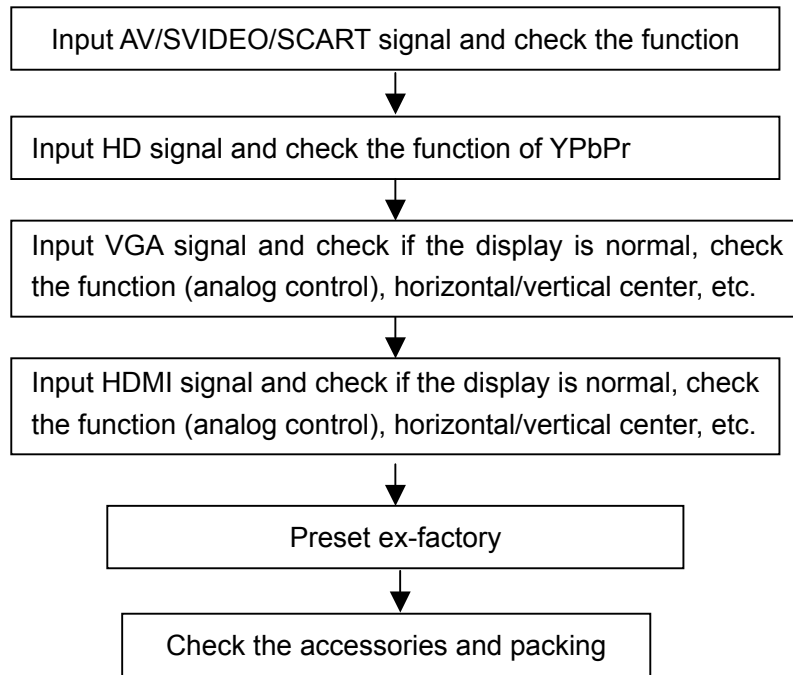 Input AV/SVIDEO/SCART signal and check the function
Input HD signal and check the function of YPbPr
Input VGA signal and check if the display is normal, check
the function (analog control), horizontal/vertical center, etc.
Input HDMI signal and check if the display is normal, check
the function (analog control), horizontal/vertical center, etc.
Preset ex-factory
Check the accessories and packing